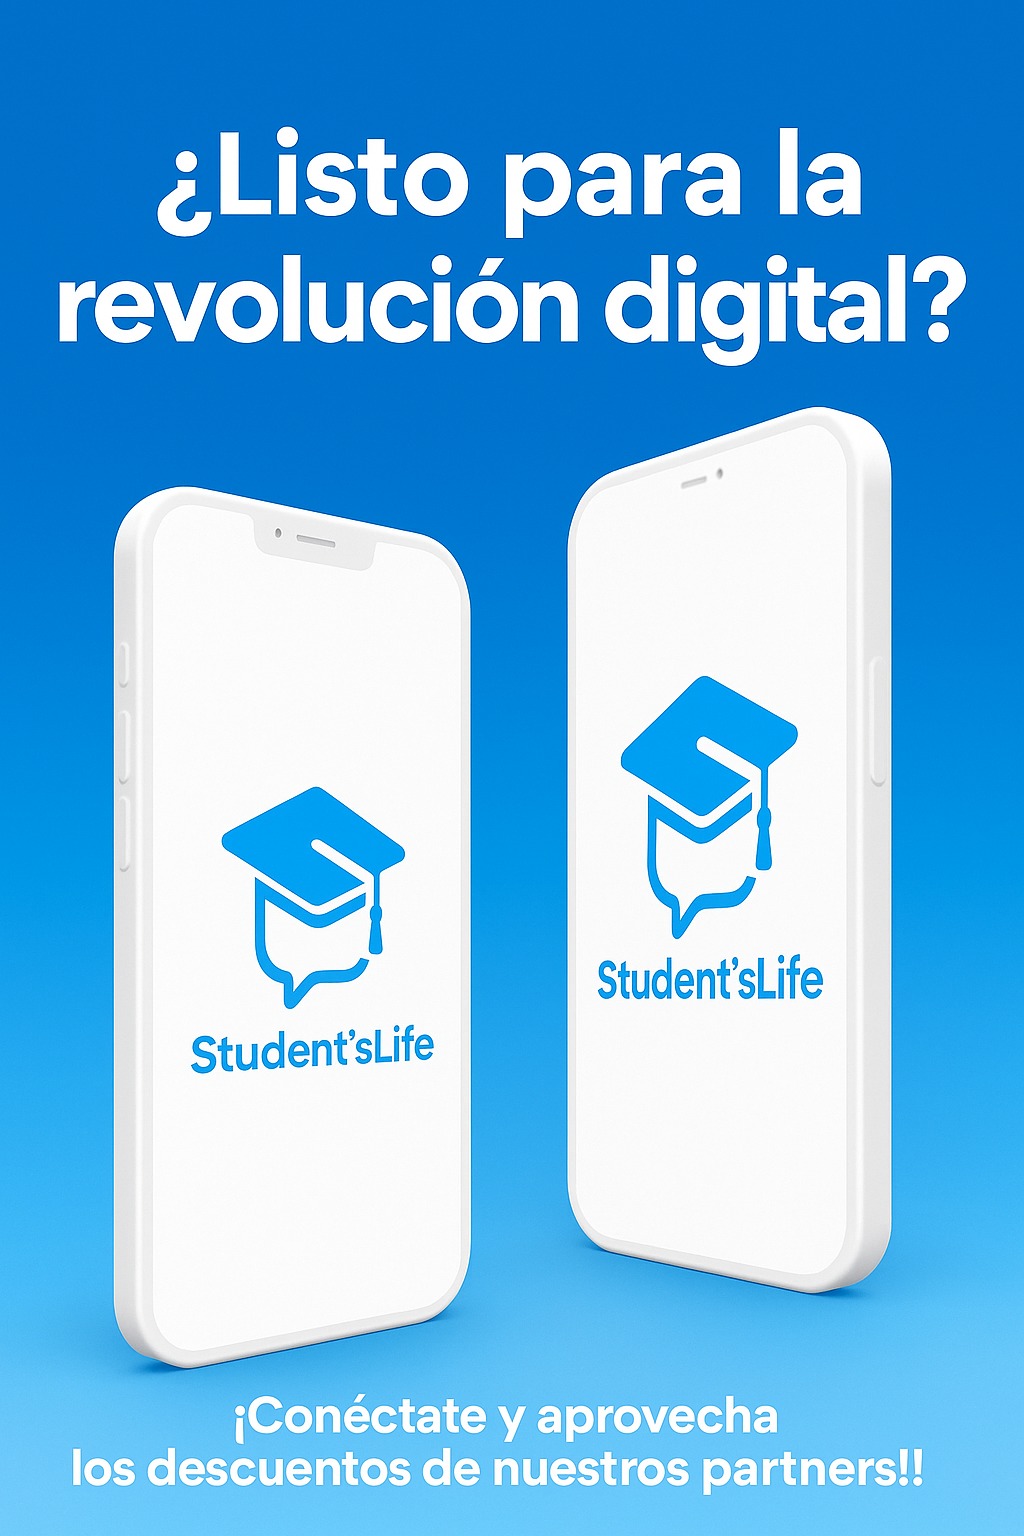 ¿Listo para la
revolución digital?
Student'sLife
Student'sLife
¡Conéctate y aprovecha
los descuentos de nuestros partners!!